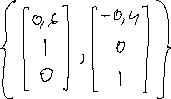 { [0,6 , [-0,4
1 0
0] 1] }